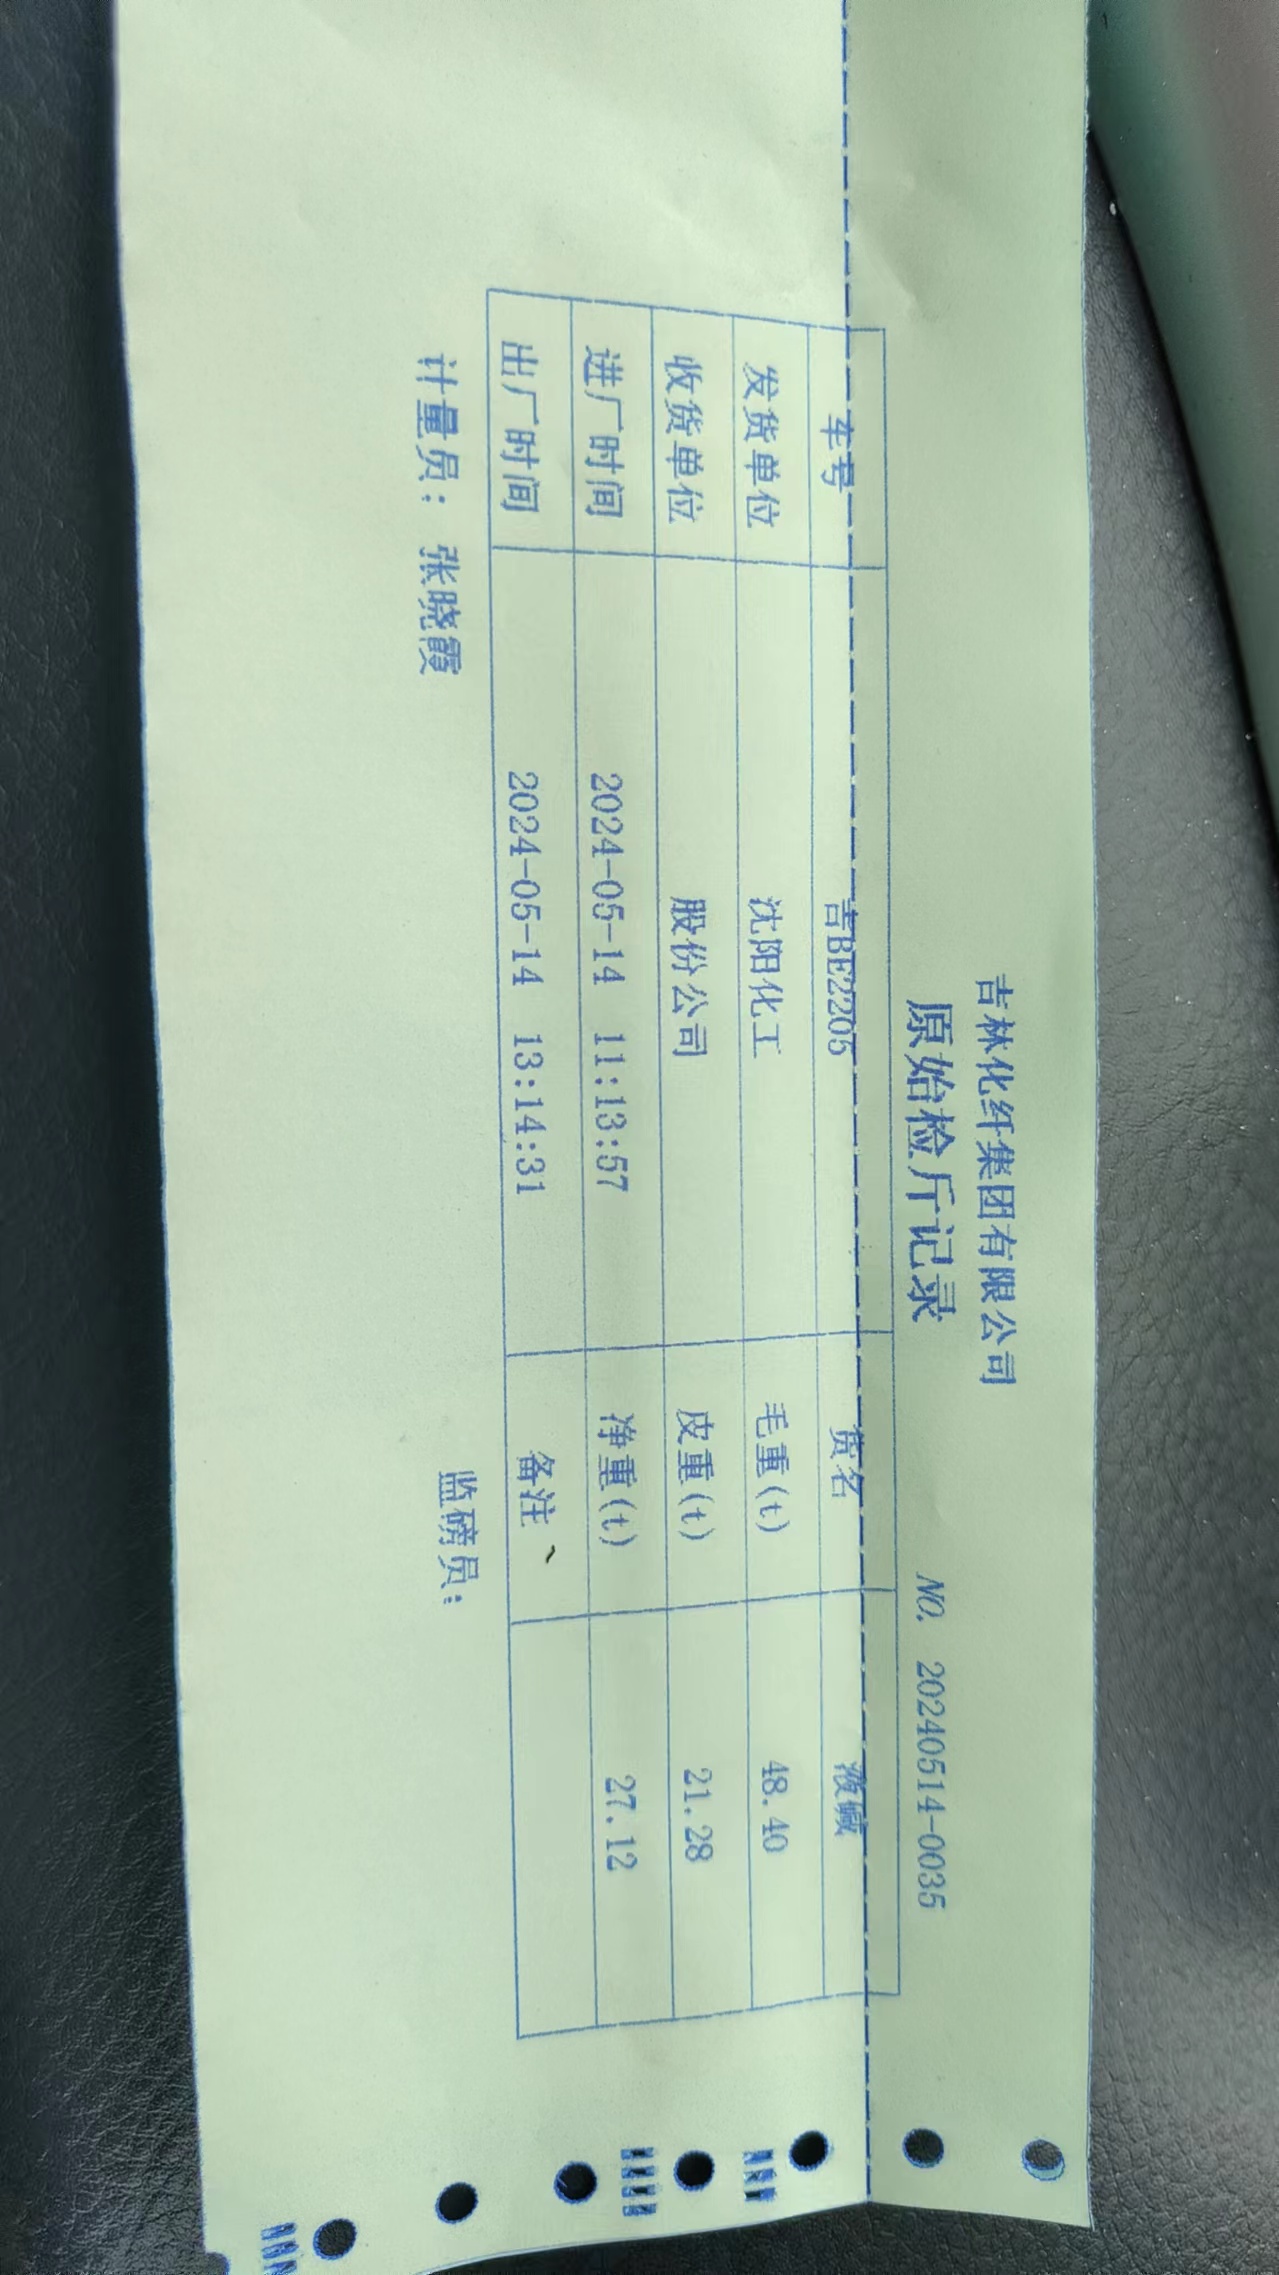 吉林化纤集团有限公司
原始检斤记录
NO. 20240514-0035
车号 吉BE2205 货名 液碱
发货单位 沈阳化工 毛重(t) 48.40
收货单位 股份公司 皮重(t) 21.28
进厂时间 2024-05-14 11:13:57 净重(t) 27.12
出厂时间 2024-05-14 13:14:31 备注
计量员: 张晓霞 监磅员: